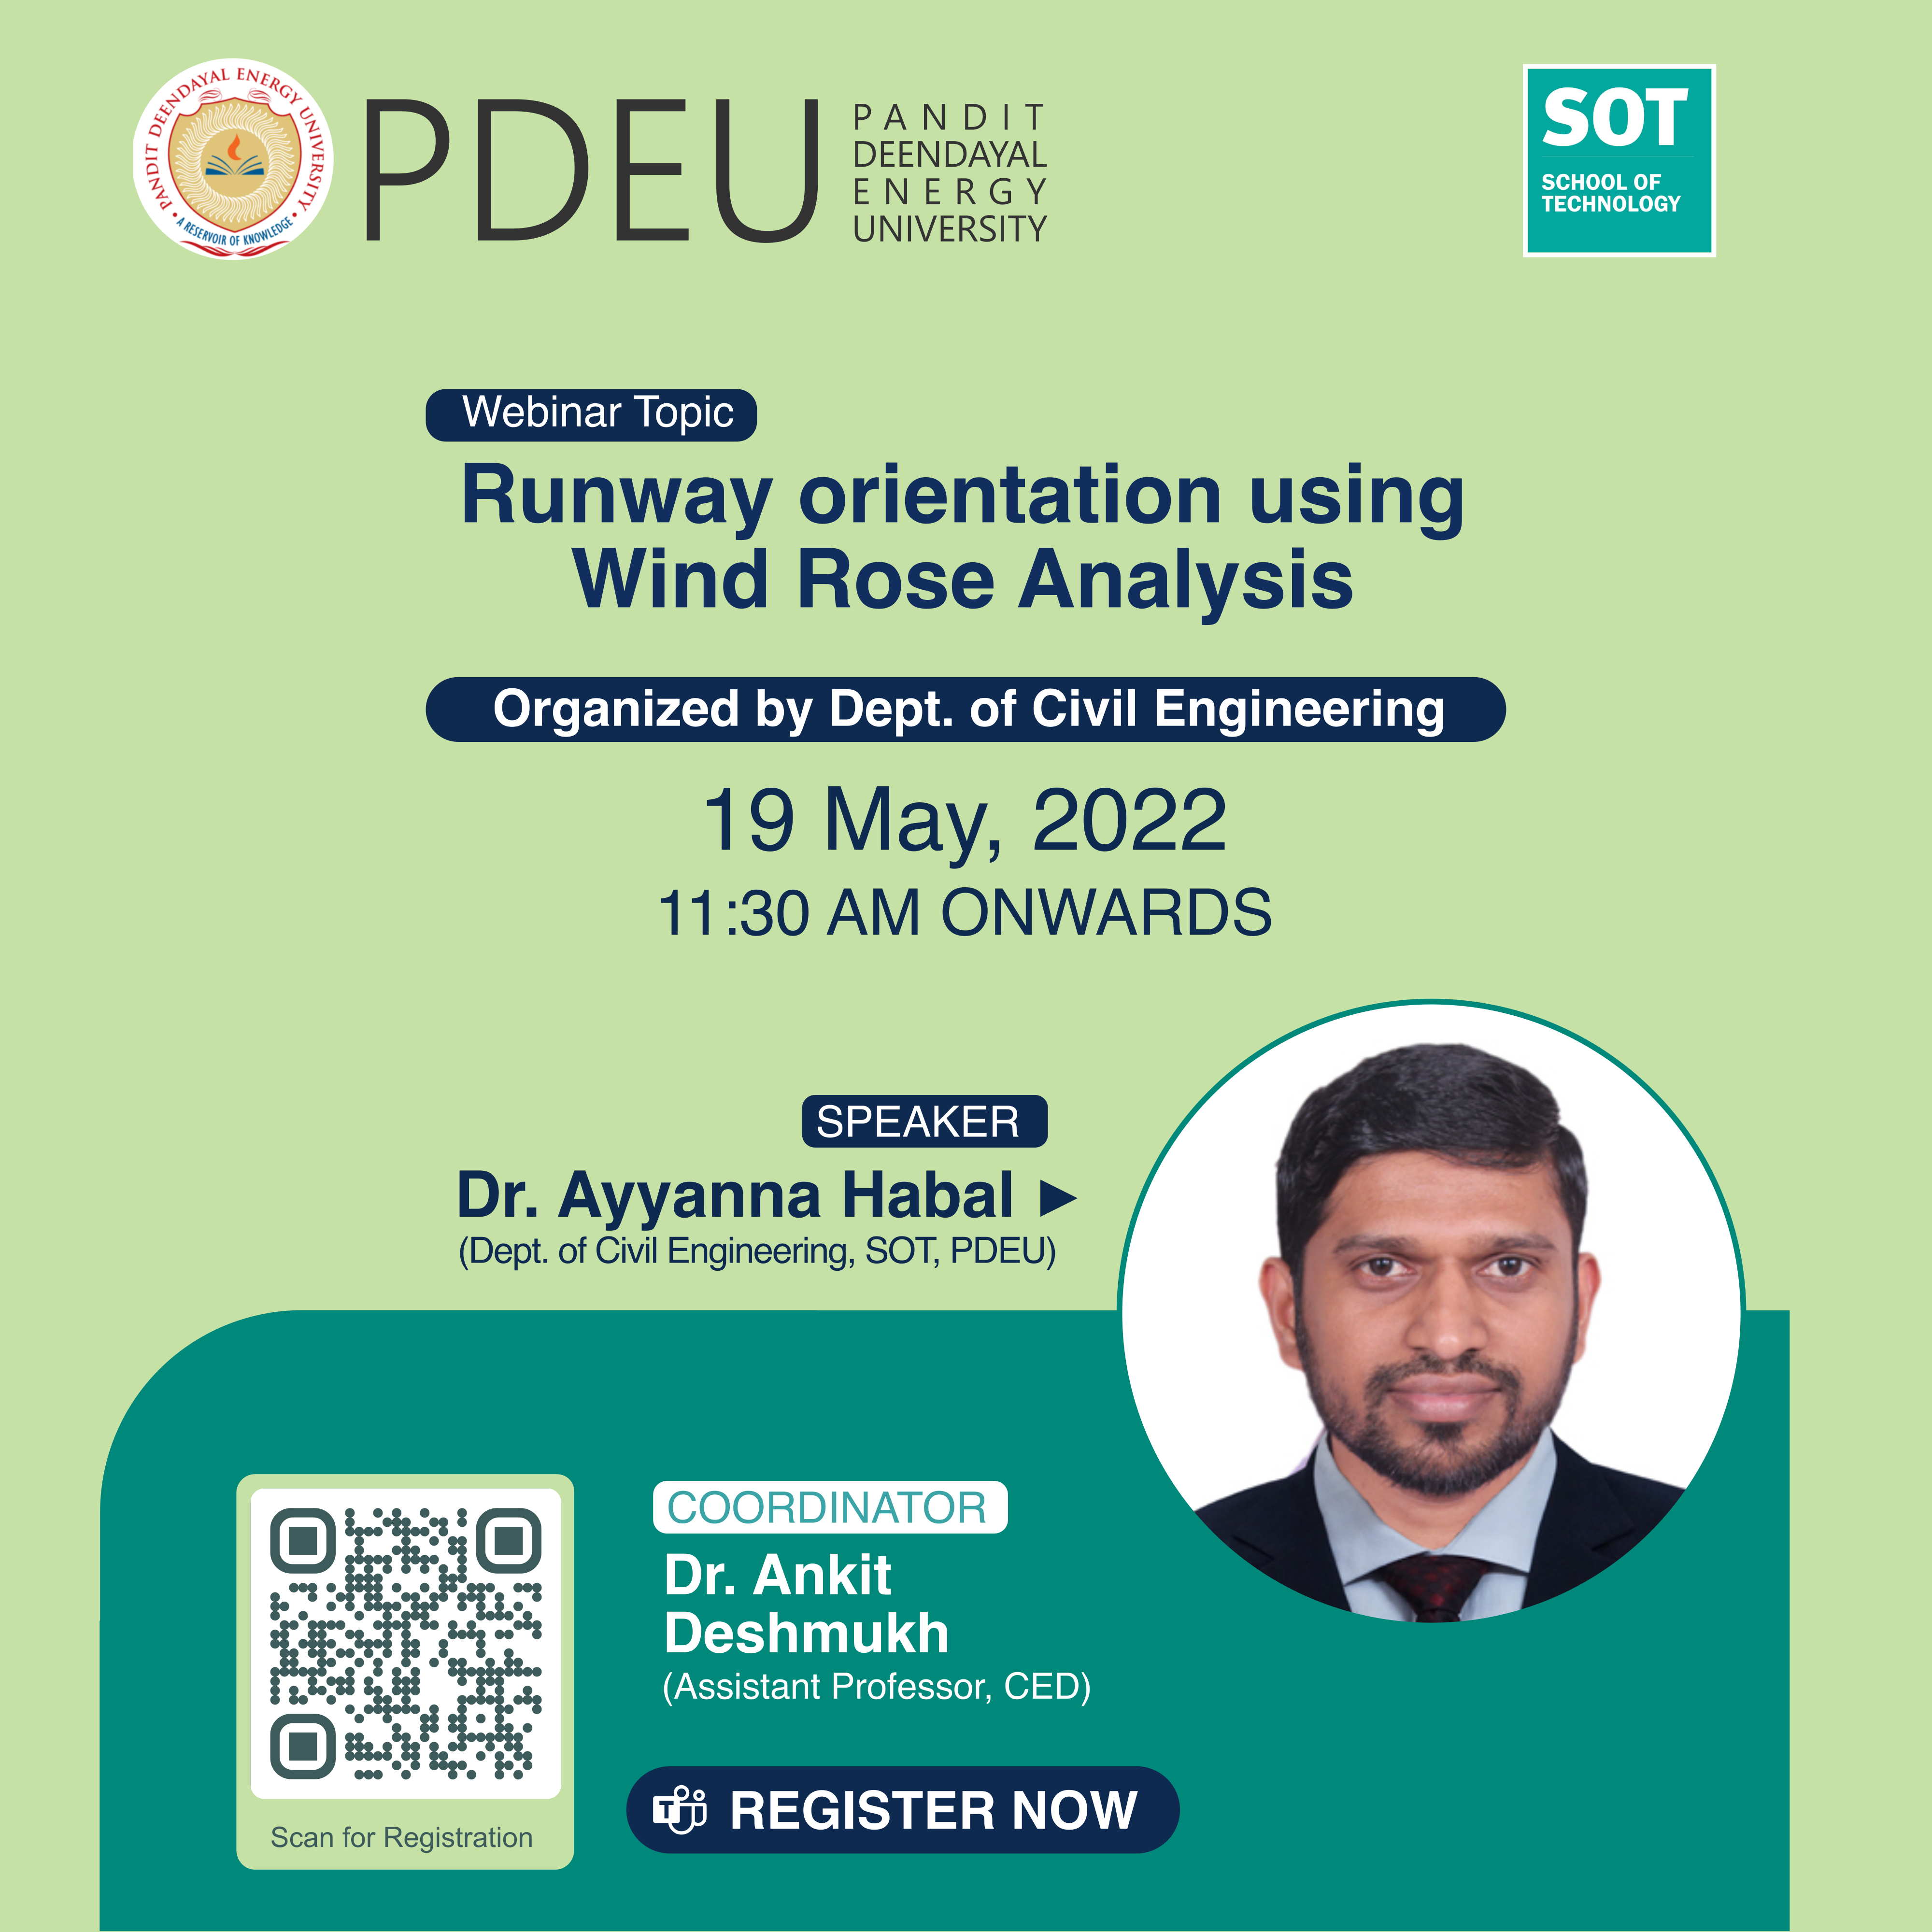 PANDIT DEENDAYAL ENERGY UNIVERSITY
• A RESERVOIR OF KNOWLEDGE •
PDEU
PANDIT
DEENDAYAL
ENERGY
UNIVERSITY
SOT
SCHOOL OF
TECHNOLOGY
Webinar Topic
Runway orientation using
Wind Rose Analysis
Organized by Dept. of Civil Engineering
19 May, 2022
11:30 AM ONWARDS
SPEAKER
Dr. Ayyanna Habal
(Dept. of Civil Engineering, SOT, PDEU)
COORDINATOR
Dr. Ankit
Deshmukh
(Assistant Professor, CED)
T REGISTER NOW
Scan for Registration